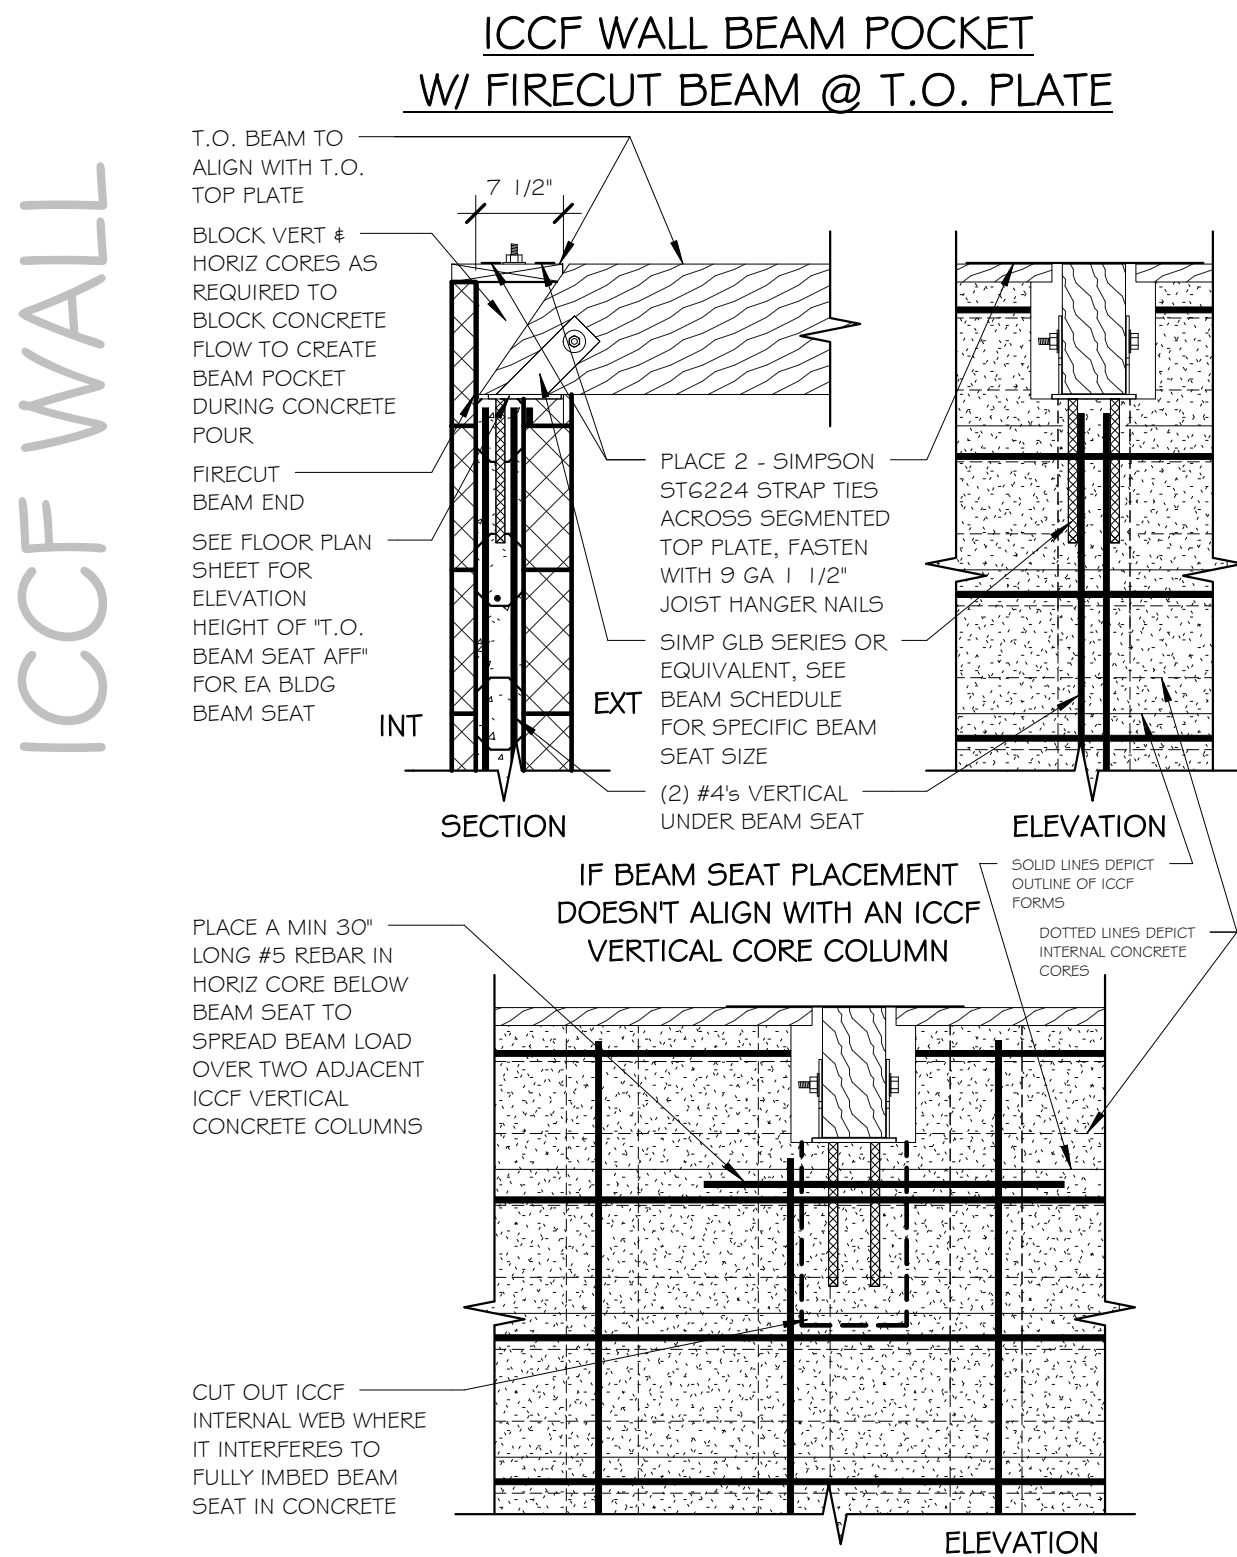 ICCF WALL BEAM POCKET
W/ FIRECUT BEAM @ T.O. PLATE
ICCF WALL
T.O. BEAM TO
ALIGN WITH T.O.
TOP PLATE
7 1/2"
BLOCK VERT &
HORIZ CORES AS
REQUIRED TO
BLOCK CONCRETE
FLOW TO CREATE
BEAM POCKET
DURING CONCRETE
POUR
FIRECUT
BEAM END
SEE FLOOR PLAN
SHEET FOR
ELEVATION
HEIGHT OF "T.O.
BEAM SEAT AFF"
FOR EA BLDG
BEAM SEAT
INT
EXT
PLACE 2 - SIMPSON
ST6224 STRAP TIES
ACROSS SEGMENTED
TOP PLATE, FASTEN
WITH 9 GA 1 1/2"
JOIST HANGER NAILS
SIMP GLB SERIES OR
EQUIVALENT, SEE
BEAM SCHEDULE
FOR SPECIFIC BEAM
SEAT SIZE
(2) #4's VERTICAL
UNDER BEAM SEAT
SECTION
ELEVATION
IF BEAM SEAT PLACEMENT
DOESN'T ALIGN WITH AN ICCF
VERTICAL CORE COLUMN
SOLID LINES DEPICT
OUTLINE OF ICCF
FORMS
DOTTED LINES DEPICT
INTERNAL CONCRETE
CORES
PLACE A MIN 30"
LONG #5 REBAR IN
HORIZ CORE BELOW
BEAM SEAT TO
SPREAD BEAM LOAD
OVER TWO ADJACENT
ICCF VERTICAL
CONCRETE COLUMNS
CUT OUT ICCF
INTERNAL WEB WHERE
IT INTERFERES TO
FULLY IMBED BEAM
SEAT IN CONCRETE
ELEVATION